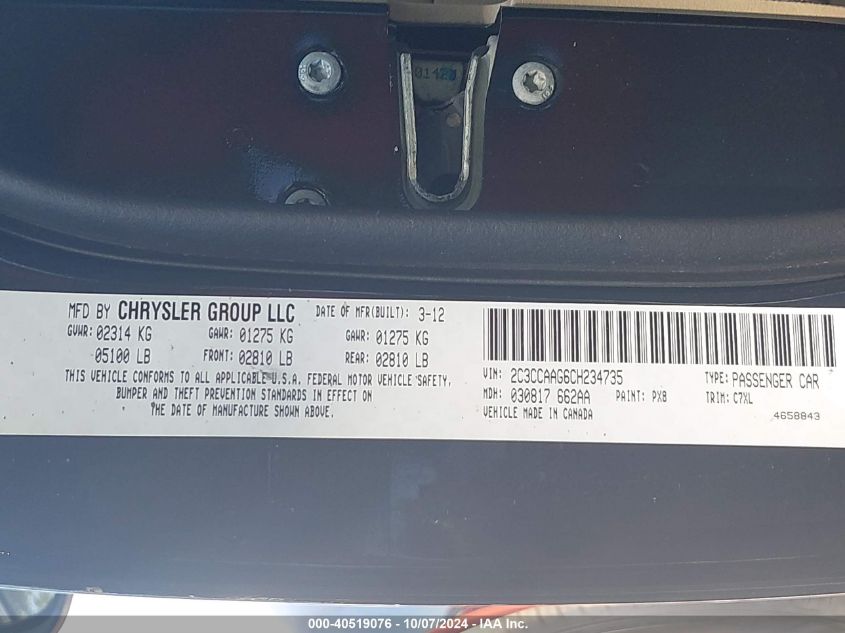 0142
MFD BY CHRYSLER GROUP LLC DATE OF MFR(BUILT): 3-12
GVWR: 02314 KG GAWR: 01275 KG GAWR: 01275 KG
05100 LB FRONT: 02810 LB REAR: 02810 LB
THIS VEHICLE CONFORMS TO ALL APPLICABLE U.S.A. FEDERAL MOTOR VEHICLE SAFETY,
BUMPER AND THEFT PREVENTION STANDARDS IN EFFECT ON
THE DATE OF MANUFACTURE SHOWN ABOVE.
VIN: 2C3CCAAG6CH234735 TYPE: PASSENGER CAR
MDH: 030817 662AA PAINT: PX8 TRIM: C7XL
VEHICLE MADE IN CANADA 4658843
000-40519076 - 10/07/2024 - U.S.A. - IAA